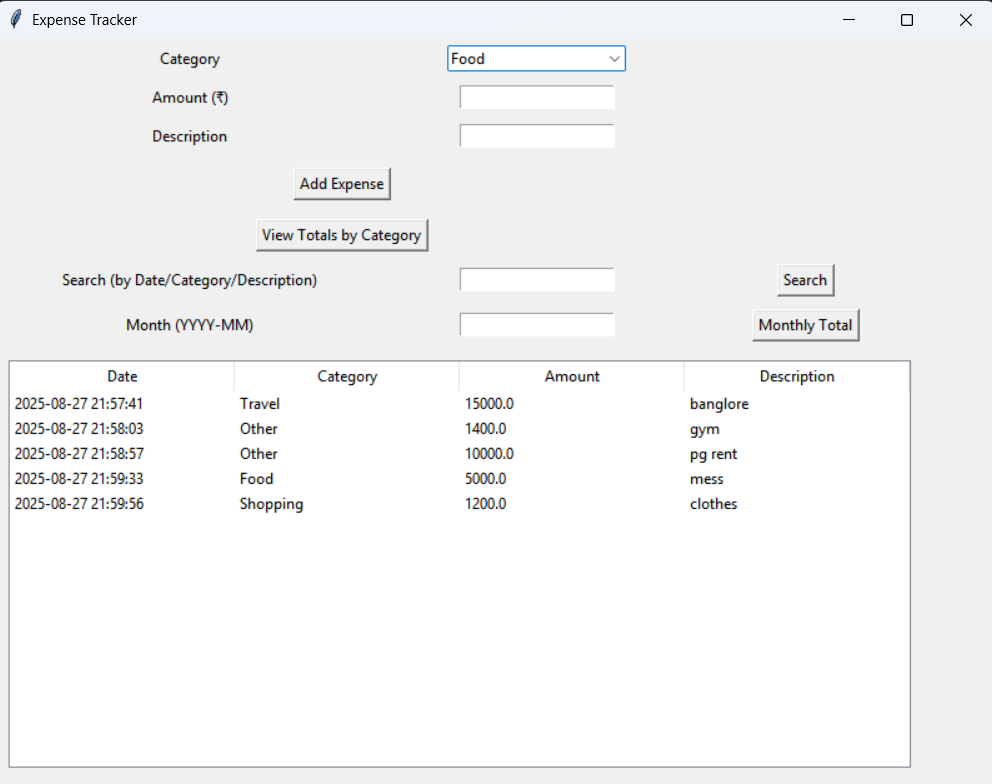 Expense Tracker
Category Food
Amount (₹)
Description
Add Expense
View Totals by Category
Search (by Date/Category/Description) Search
Month (YYYY-MM) Monthly Total
Date Category Amount Description
2025-08-27 21:57:41 Travel 15000.0 banglore
2025-08-27 21:58:03 Other 1400.0 gym
2025-08-27 21:58:57 Other 10000.0 pg rent
2025-08-27 21:59:33 Food 5000.0 mess
2025-08-27 21:59:56 Shopping 1200.0 clothes